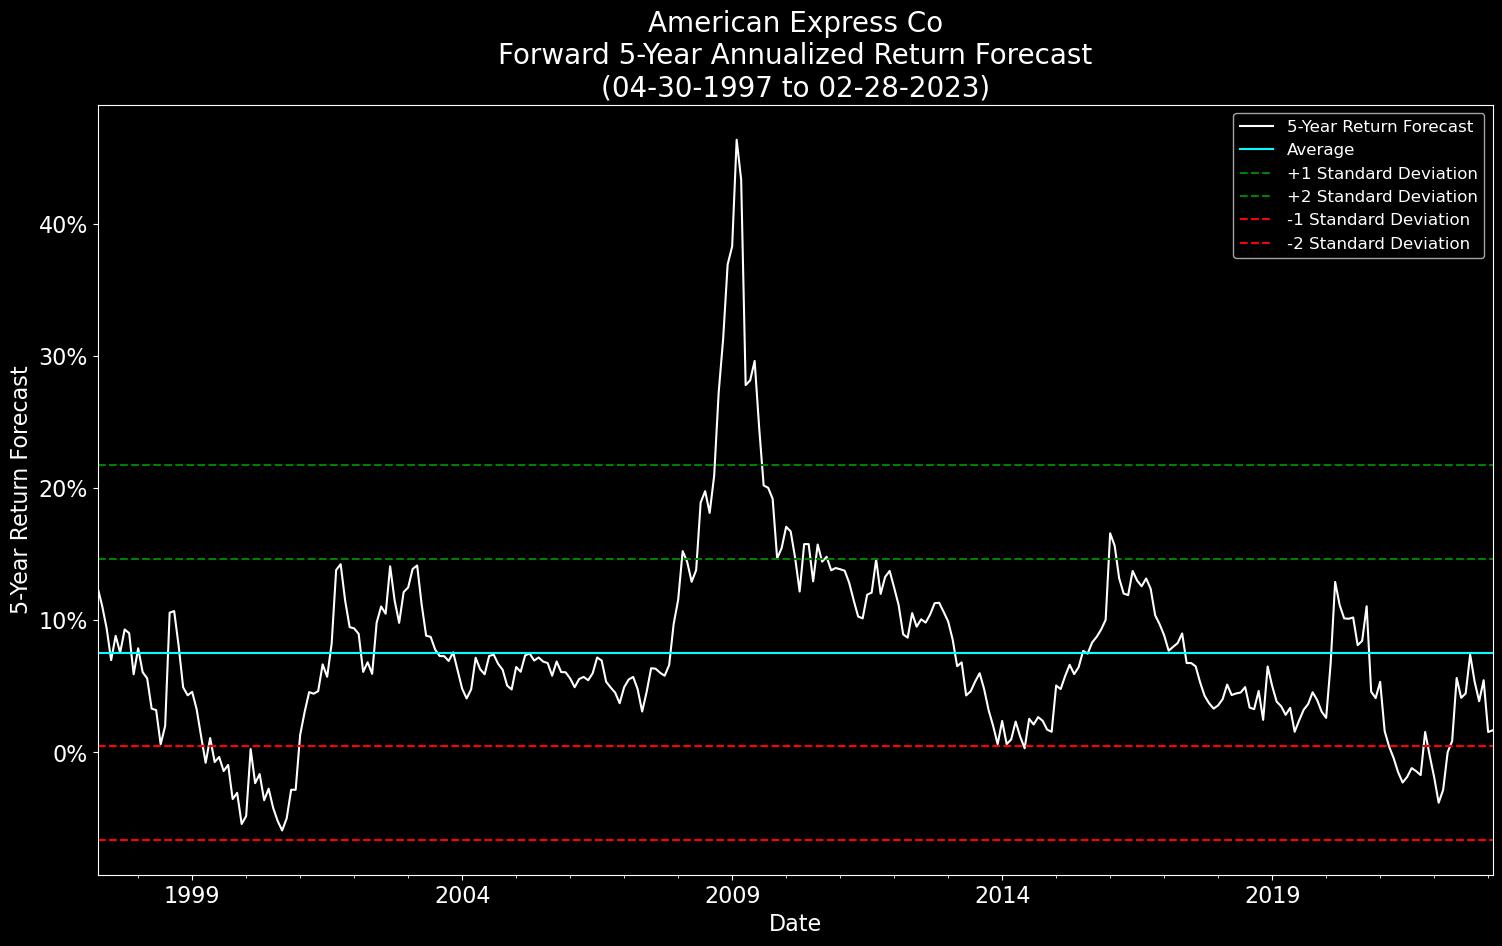 American Express Co
Forward 5-Year Annualized Return Forecast
(04-30-1997 to 02-28-2023)
5-Year Return Forecast
Average
+1 Standard Deviation
+2 Standard Deviation
-1 Standard Deviation
-2 Standard Deviation
40%
30%
20%
10%
0%
5-Year Return Forecast
1999
2004
2009
2014
2019
Date